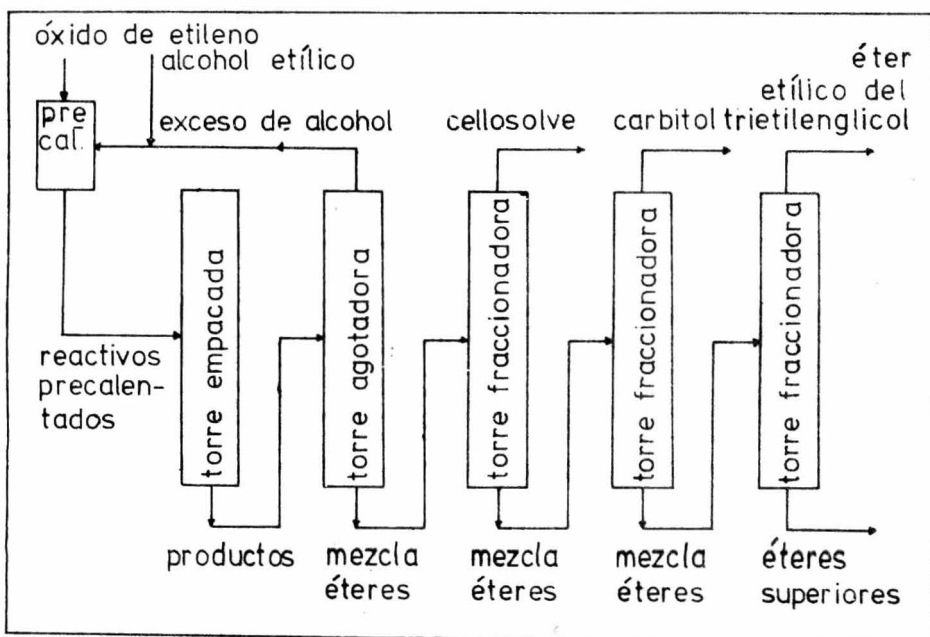 óxido de etileno
alcohol etílico
pre
cal.
exceso de alcohol
cellosolve
carbitol
éter
etílico del
trietilenglicol
reactivos
precalen-
tados
torre empacada
torre agotadora
torre fraccionadora
torre fraccionadora
torre fraccionadora
productos
mezcla
éteres
mezcla
éteres
mezcla
éteres
éteres
superiores